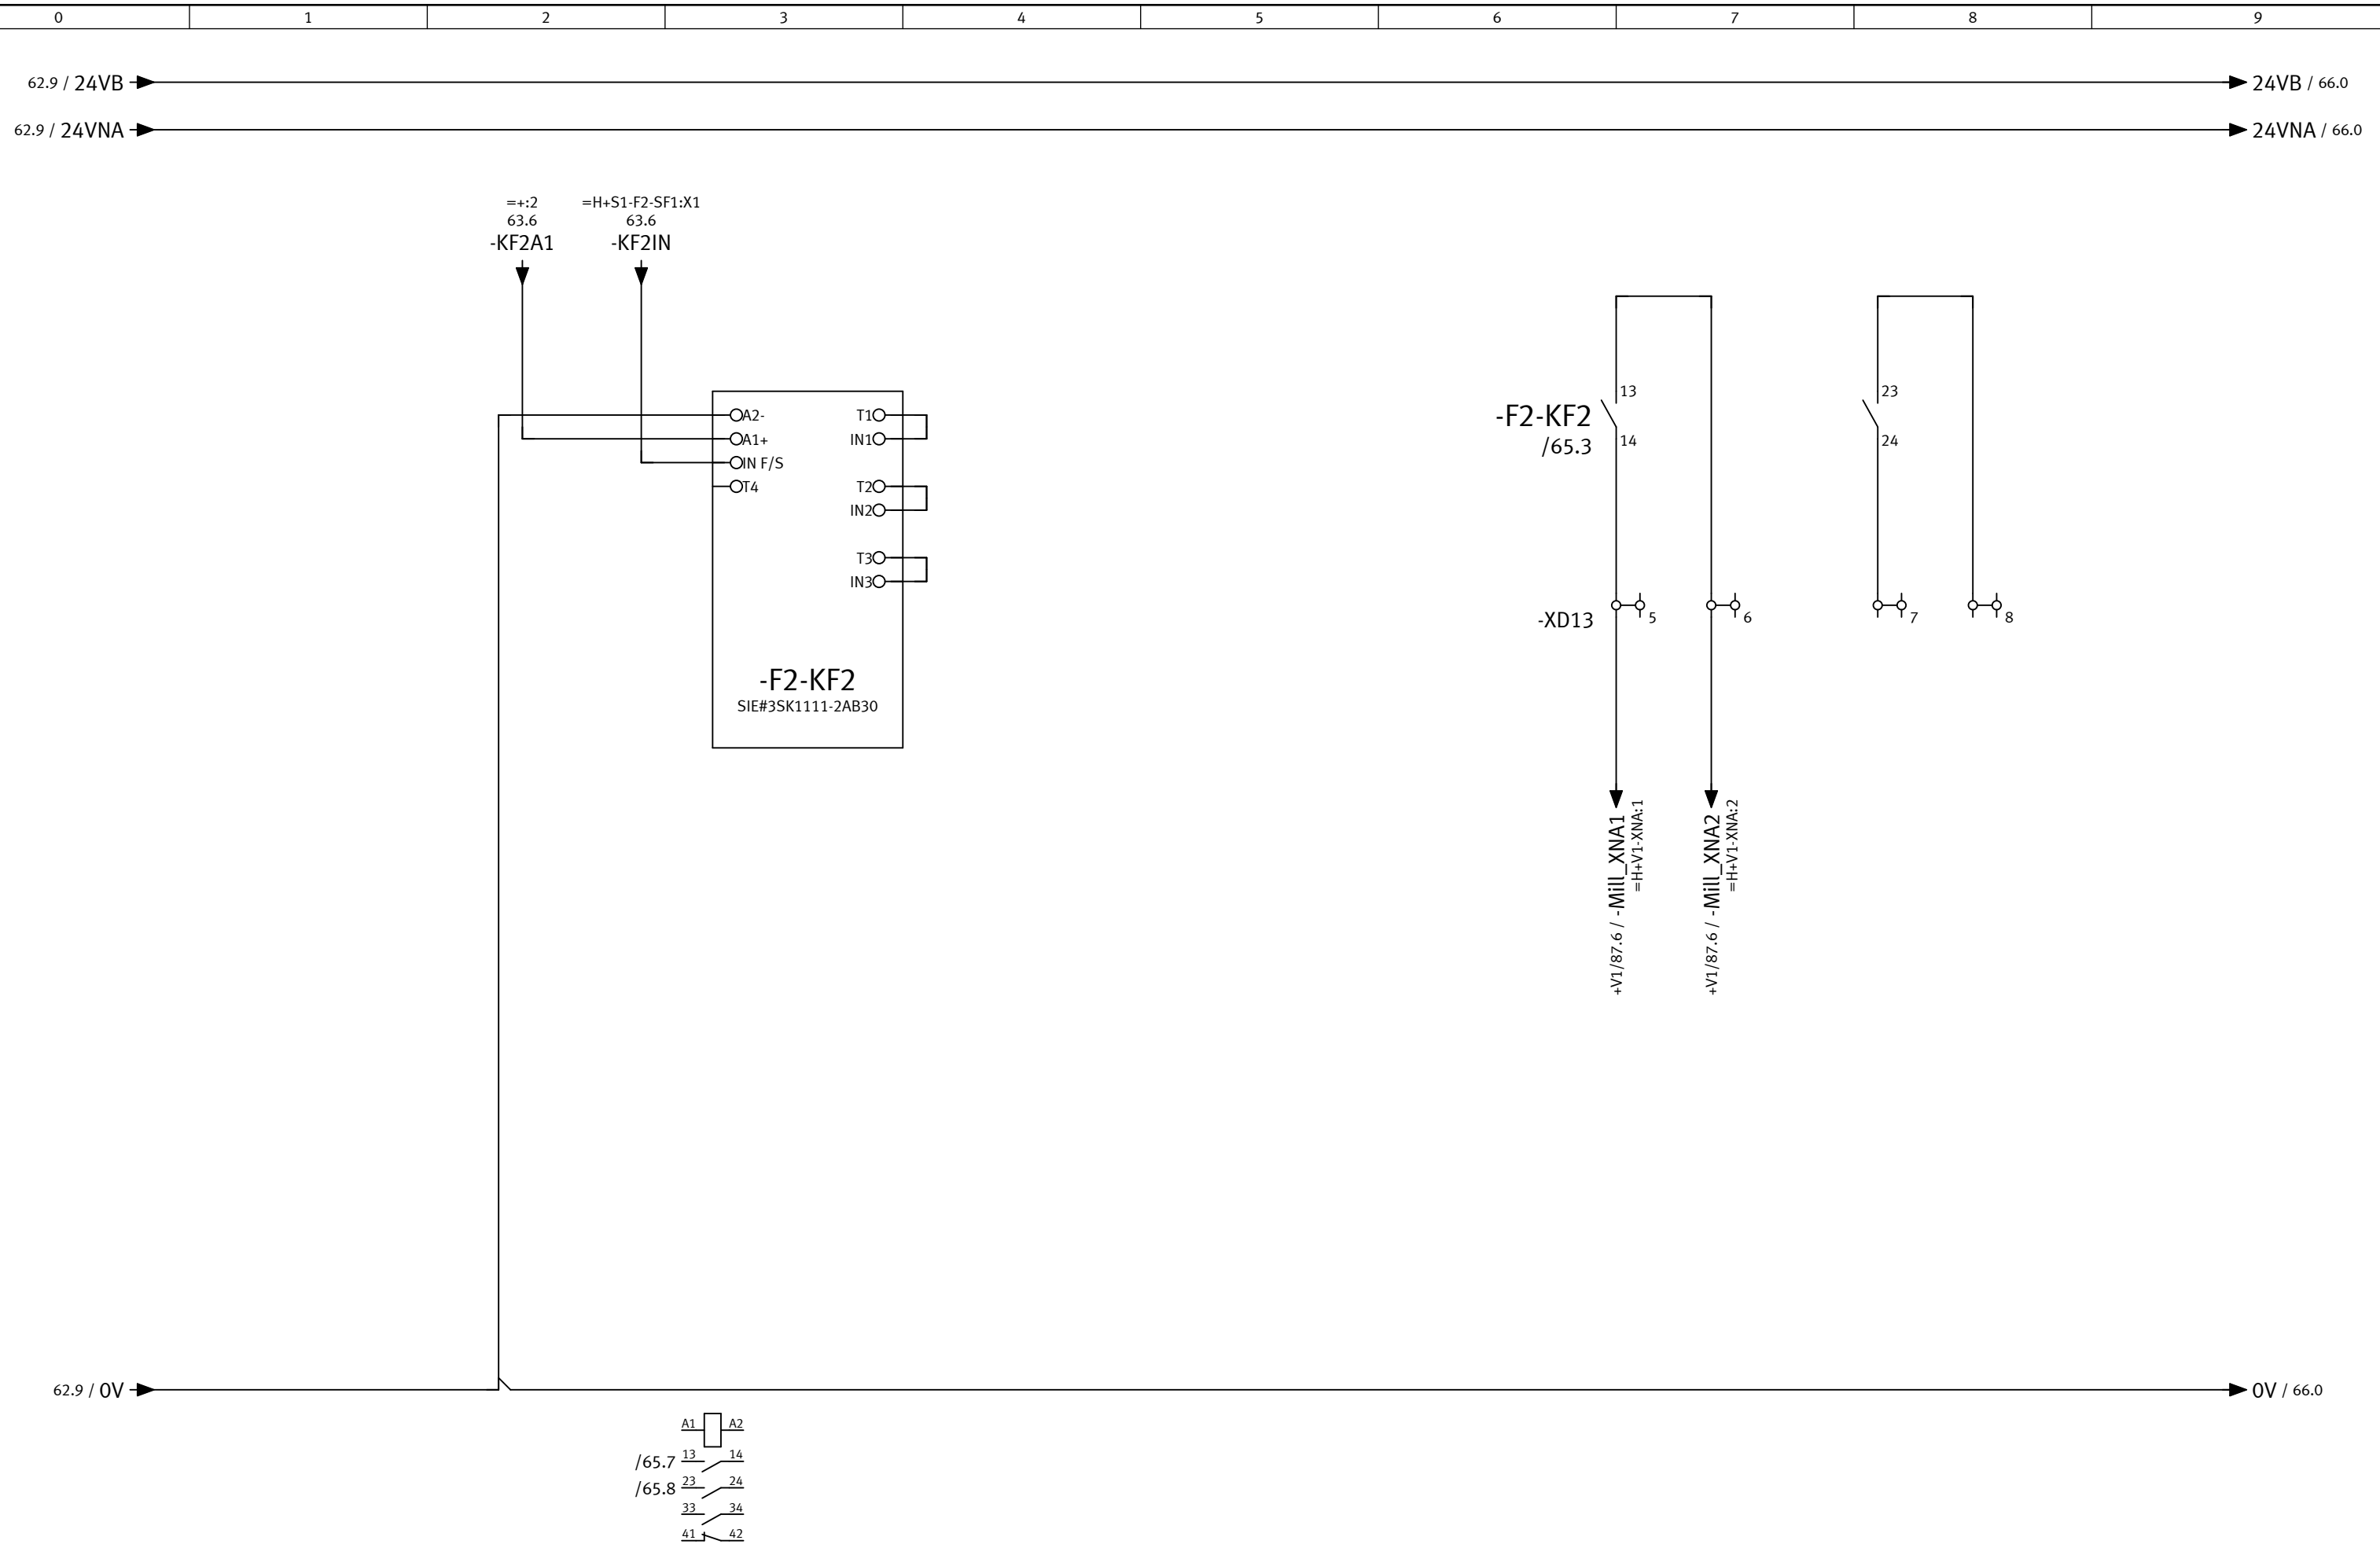 0 1 2 3 4 5 6 7 8 9
62.9 / 24VB
24VB / 66.0
62.9 / 24VNA
24VNA / 66.0
=+:2
63.6
-KF2A1
=H+S1-F2-SF1:X1
63.6
-KF2IN
A2-
A1+
IN F/S
T4
T1
IN1
T2
IN2
T3
IN3
-F2-KF2
SIE#3SK1111-2AB30
-F2-KF2
/65.3
13
14
23
24
-XD13
5
6
7
8
+V1/87.6 / -Mill_XNA1
=H+V1-XNA:1
+V1/87.6 / -Mill_XNA2
=H+V1-XNA:2
62.9 / 0V
0V / 66.0
A1 A2
/65.7 13 14
/65.8 23 24
33 34
41 42